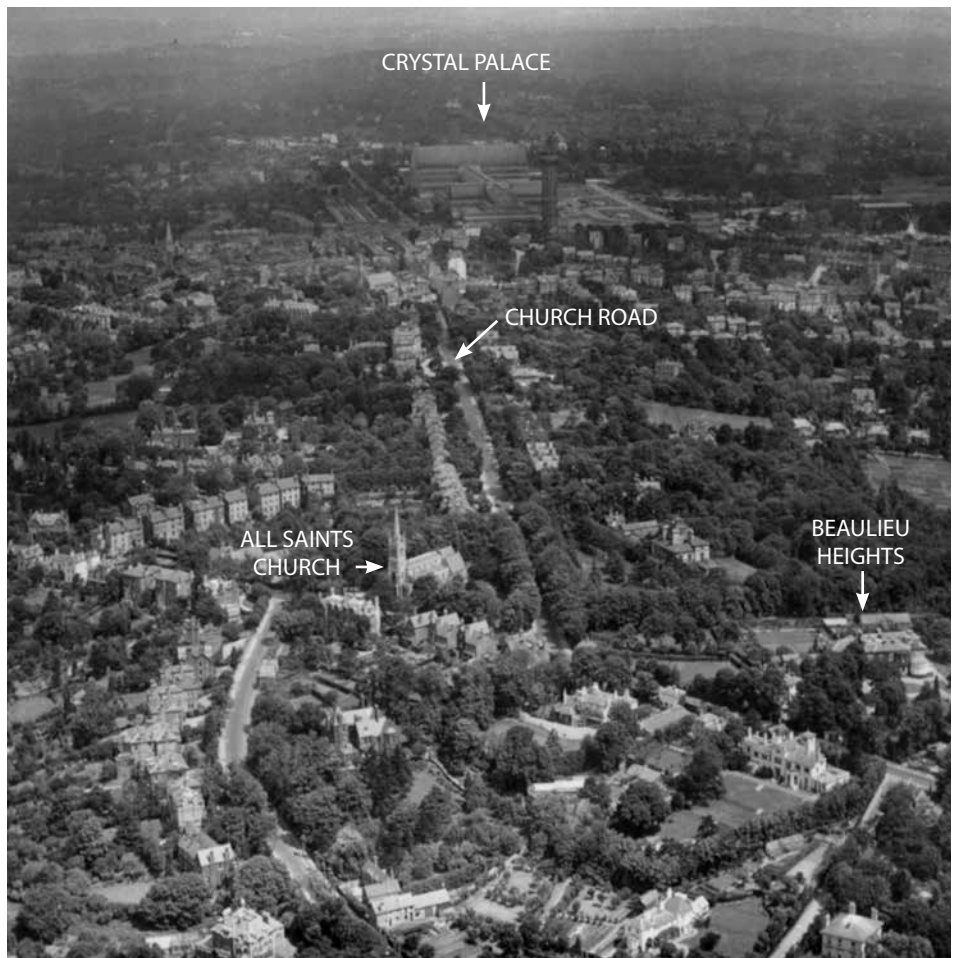 CRYSTAL PALACE
CHURCH ROAD
ALL SAINTS
CHURCH
BEAULIEU
HEIGHTS